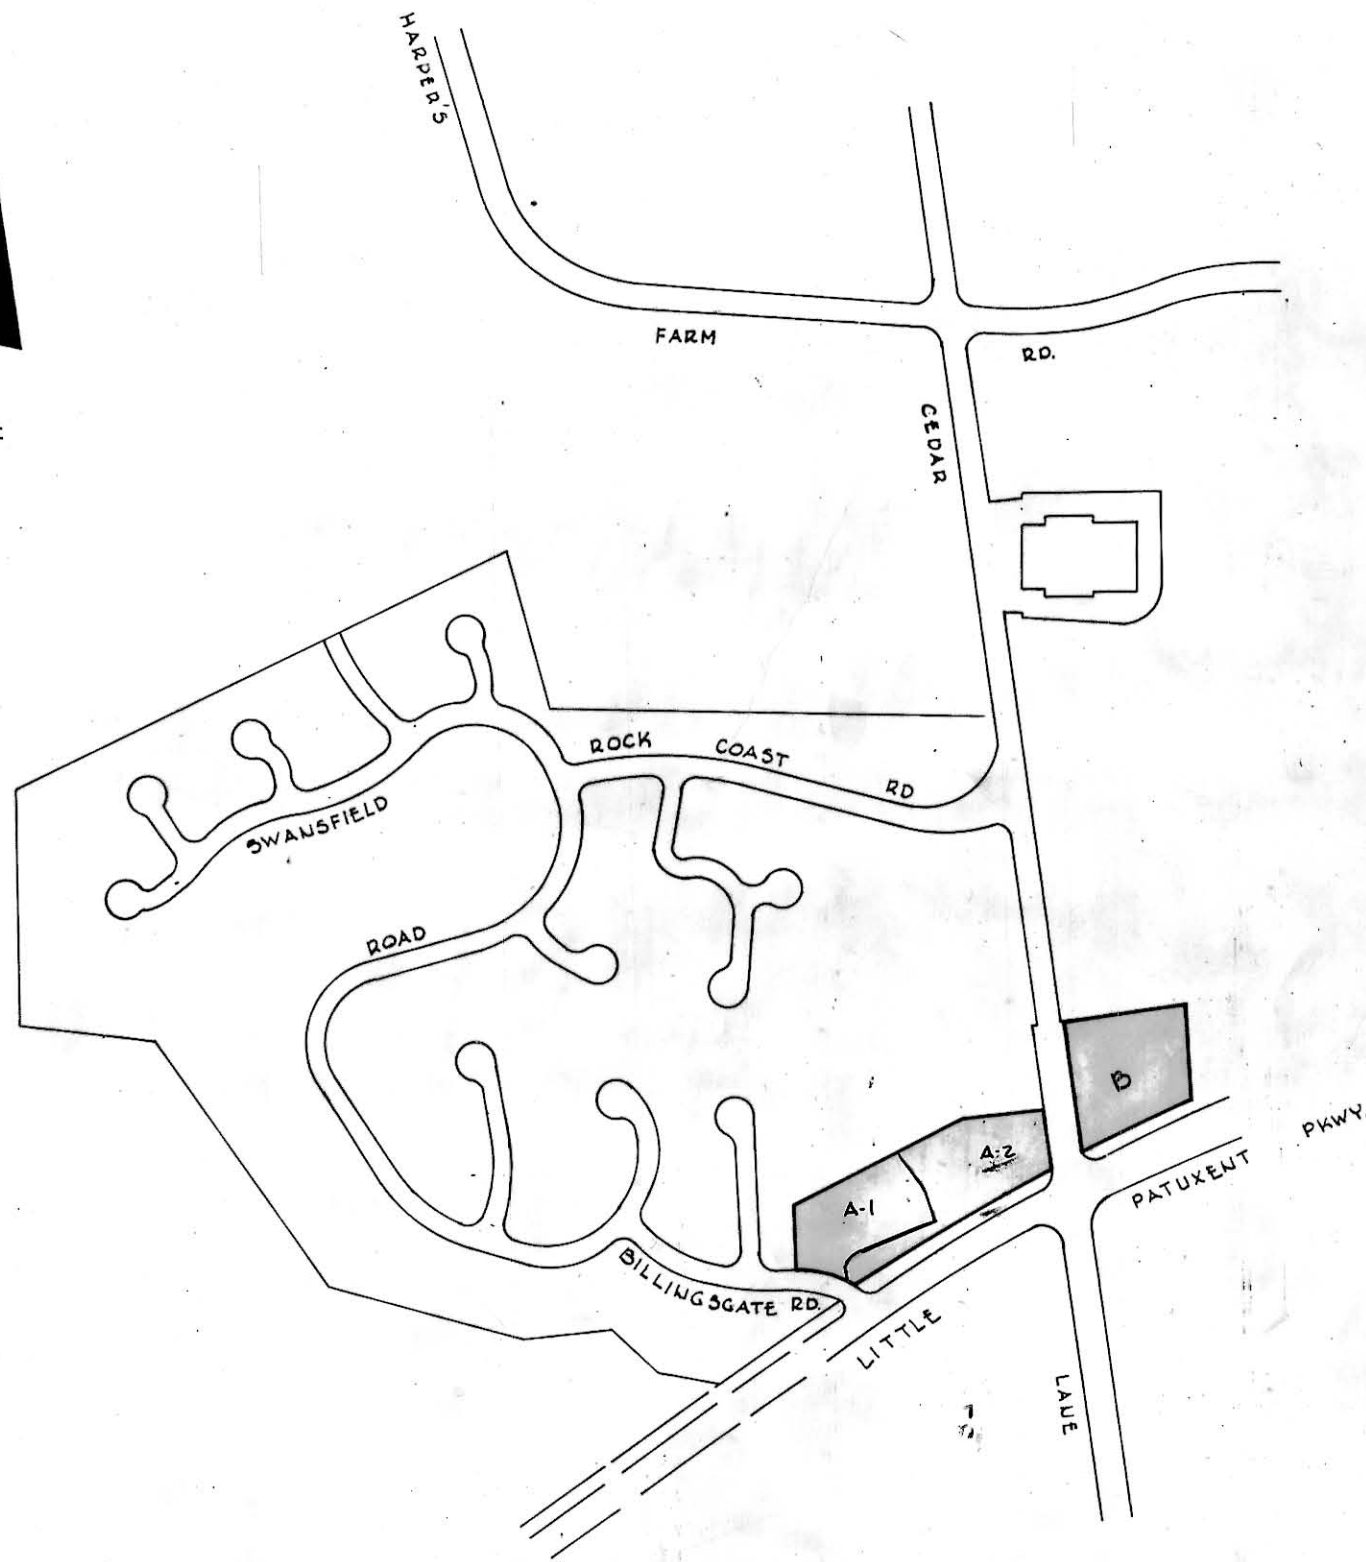 HARPER'S
FARM
RD.
CEDAR
ROCK COAST RD
SWANSFIELD
ROAD
B
PKWY.
A-2
PATUXENT
A-1
BILLINGSGATE RD.
LITTLE
LANE